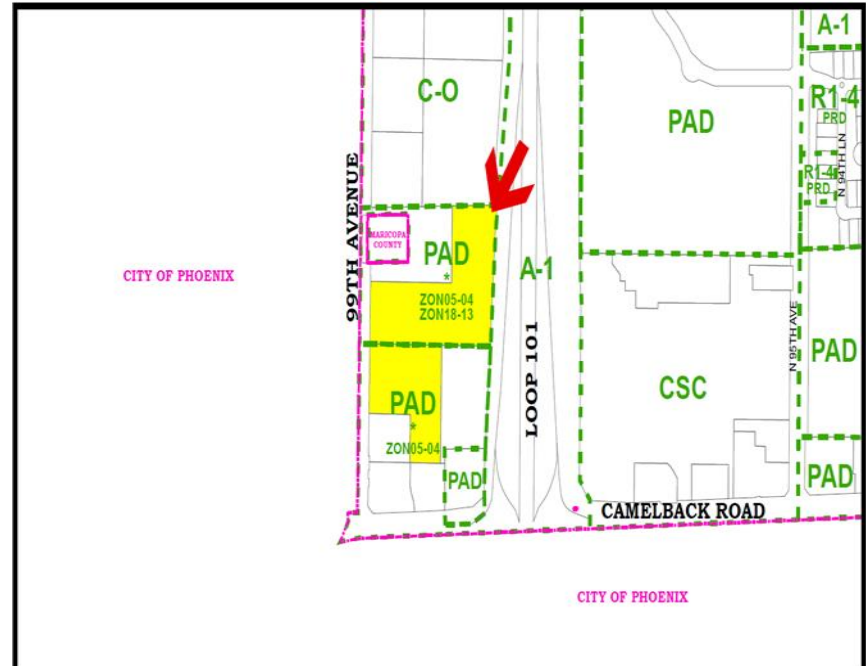 A-1
C-O
PAD
R1-4
PRD
N 94TH LN
R1-4
PRD
99TH AVENUE
MARICOPA
COUNTY
PAD
*
A-1
CITY OF PHOENIX
ZON05-04
ZON18-13
LOOP 101
N 95TH AVE
PAD
CSC
PAD
*
ZON05-04
PAD
PAD
CAMELBACK ROAD
CITY OF PHOENIX